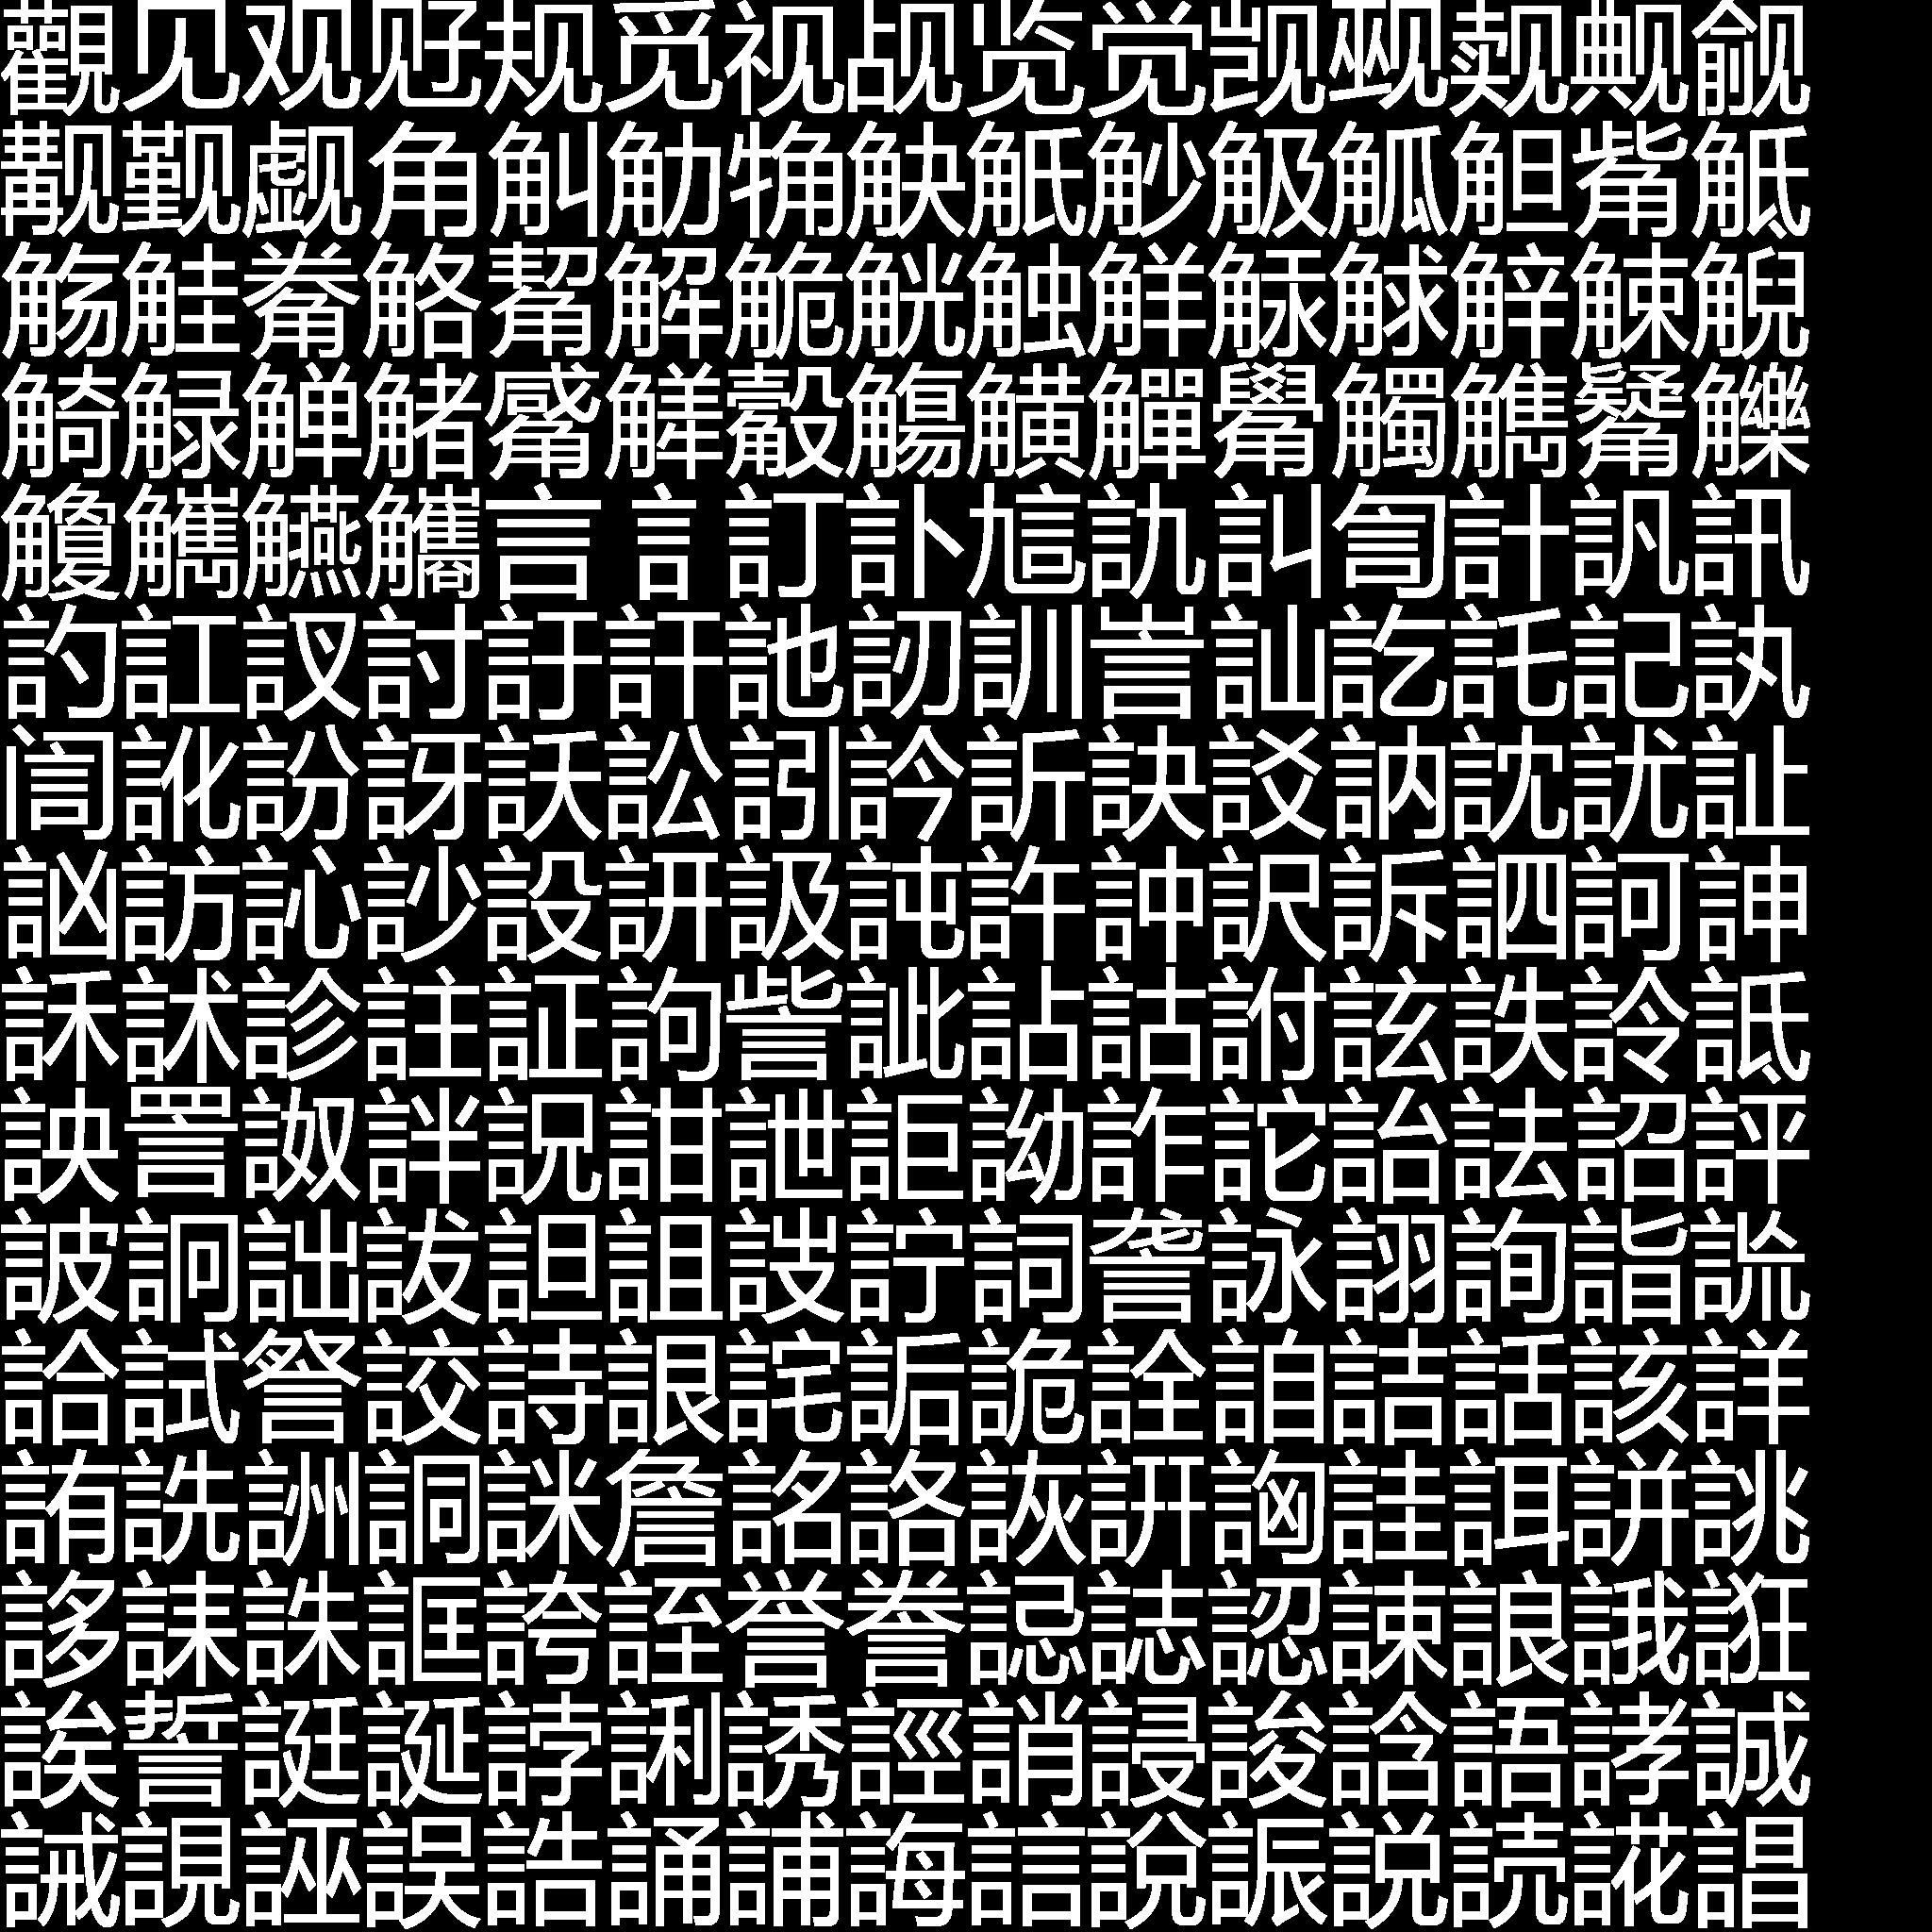 觀见观觃规觅视觇览觉觊觋觌觍觎
觏觐觑角觓觔觕觖觗觘觙觚觛觜觝
觞觟觠觡觢解觤觥触觧觨觩觪觫觬
觭觮觯觰觱觲觳觴觵觶觷觸觹觺觻
觼觽觾觿言訁訂訃訄訅訆訇計訉訊
訋訌訍討訏訐訑訒訓訔訕訖託記訙
訚訛訜訝訞訟訠訡訢訣訤訥訦訧訨
訩訪訫訬設訮訯訰許訲訳訴訵訶訷
訸訹診註証訽訾訿詀詁詂詃詄詅詆
詇詈詉詊詋詌詍詎詏詐詑詒詓詔評
詖詗詘詙詚詛詜詝詞詟詠詡詢詣詤
詥試詧詨詩詪詫詬詭詮詯詰話該詳
詴詵詶詷詸詹詺詻詼詽詾詿誀誁誂
誃誄誅誆誇誈誉誊誋誌認誎誏誐誑
誒誓誔誕誖誗誘誙誚誛誜誝語誟誠
誡誢誣誤誥誦誧誨誩說誫説読誮誯